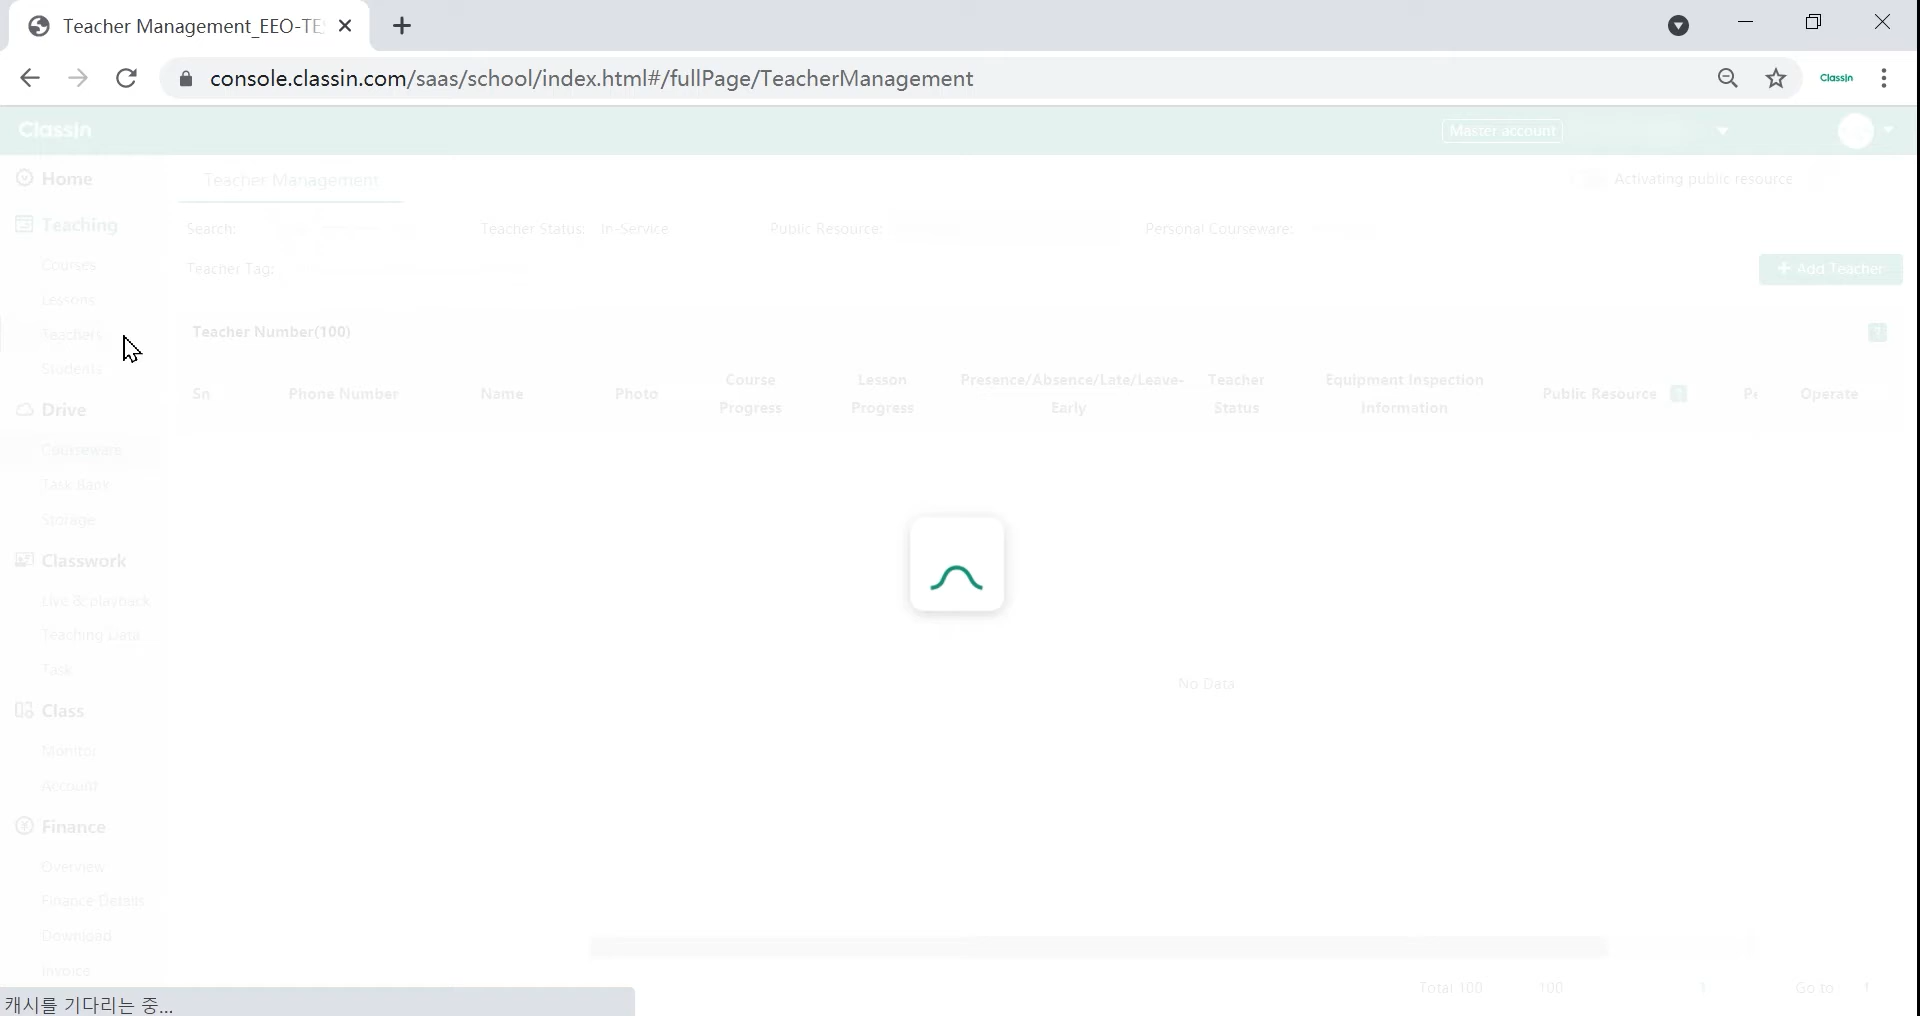 Teacher Management_EEO-TE
console.classin.com/saas/school/index.html#/fullPage/TeacherManagement
ClassIn
ClassIn
Master account
Home
Teacher Management
Activating public resource
Teaching
Search:
Teacher Status: In-Service
Public Resource:
Personal Courseware:
Courses
Teacher Tag:
+ Add Teacher
Lessons
Teachers
Teacher Number(100)
?
Students
Sn
Phone Number
Name
Photo
Course Progress
Lesson Progress
Presence/Absence/Late/Leave-Early
Teacher Status
Equipment Inspection Information
Public Resource ?
Pe
Operate
Drive
Courseware
Task Bank
Storage
Classwork
Live & playback
Teaching Data
Task
No Data
Class
Monitor
Account
Finance
Overview
Finance Details
Download
Invoice
Total 100
100
1
Go to
1
캐시를 기다리는 중...